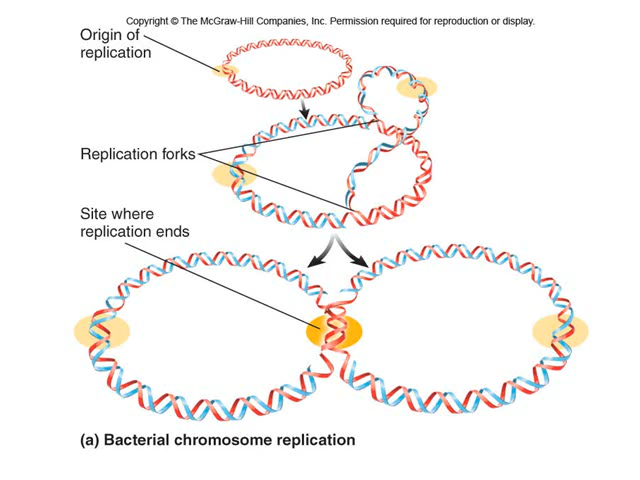 Copyright © The McGraw-Hill Companies, Inc. Permission required for reproduction or display.
Origin of
replication
Replication forks
Site where
replication ends
(a) Bacterial chromosome replication